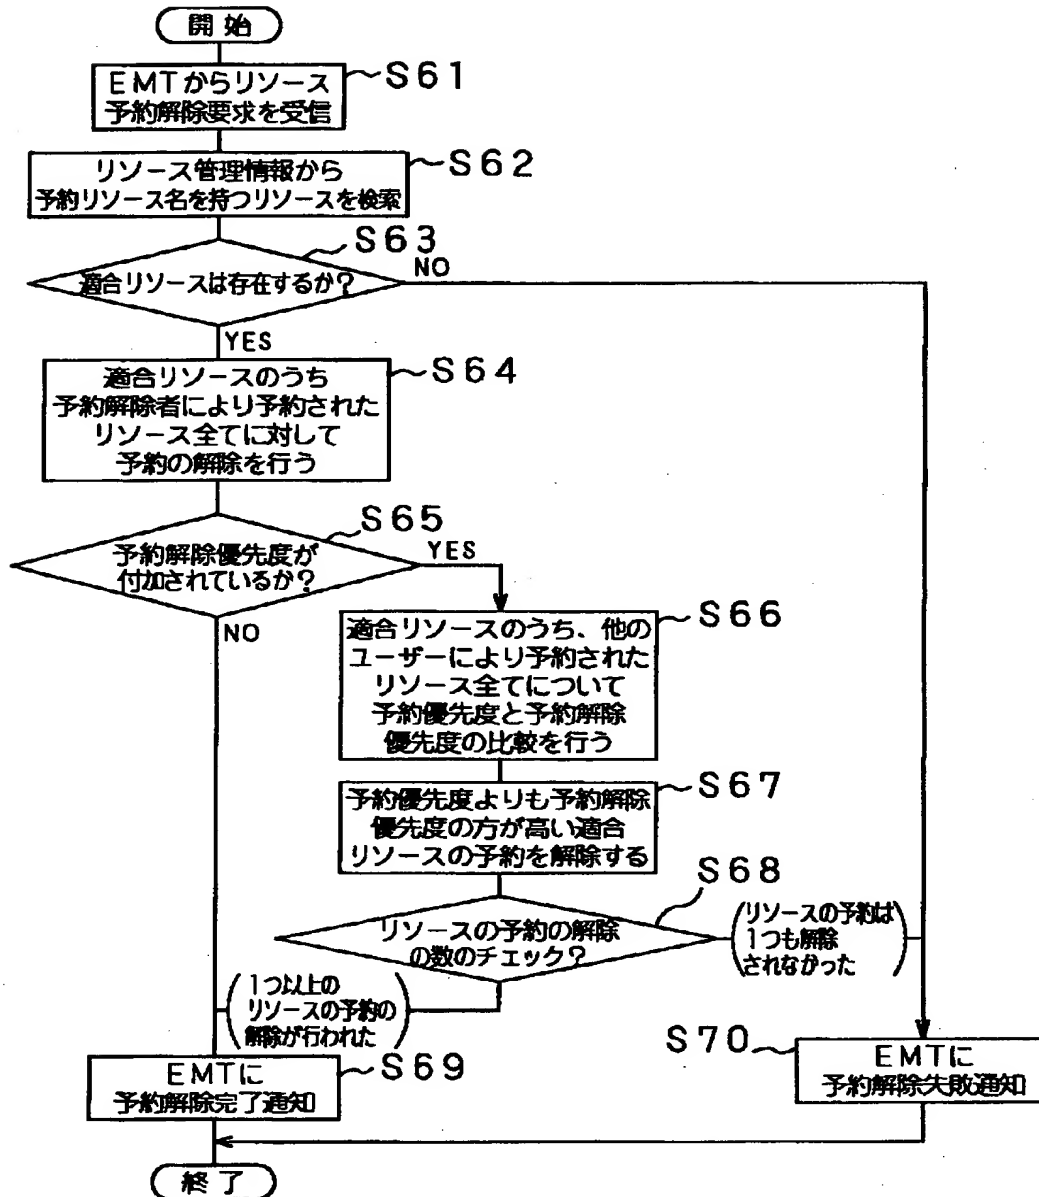 開始
EMTからリソース
予約解除要求を受信
S61
リソース管理情報から
予約リソース名を持つリソースを検索
S62
適合リソースは存在するか?
S63
NO
YES
適合リソースのうち
予約解除者により予約された
リソース全てに対して
予約の解除を行う
S64
予約解除優先度が
付加されているか?
S65
YES
NO
適合リソースのうち、他の
ユーザーにより予約された
リソース全てについて
予約優先度と予約解除
優先度の比較を行う
S66
予約優先度よりも予約解除
優先度の方が高い適合
リソースの予約を解除する
S67
リソースの予約の解除
の数のチェック?
S68
リソースの予約は
1つも解除
されなかった
1つ以上の
リソースの予約の
解除が行われた
EMTに
予約解除完了通知
S69
S70
EMTに
予約解除失敗通知
終了